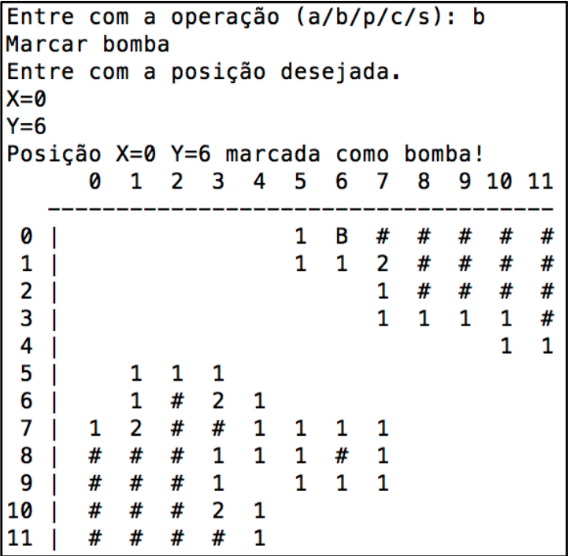 Entre com a operação (a/b/p/c/s): b
Marcar bomba
Entre com a posição desejada.
X=0
Y=6
Posição X=0 Y=6 marcada como bomba!
      0  1  2  3  4  5  6  7  8  9 10 11
   -------------------------------------
 0 |                 1  B  #  #  #  #  #
 1 |                 1  1  2  #  #  #  #
 2 |                       1  #  #  #  #
 3 |                       1  1  1  1  #
 4 |                                1  1
 5 |     1  1  1
 6 |     1  #  2  1
 7 |  1  2  #  #  1  1  1  1
 8 |  #  #  #  1  1  1  #  1
 9 |  #  #  #  1     1  1  1
10 |  #  #  #  2  1
11 |  #  #  #  #  1